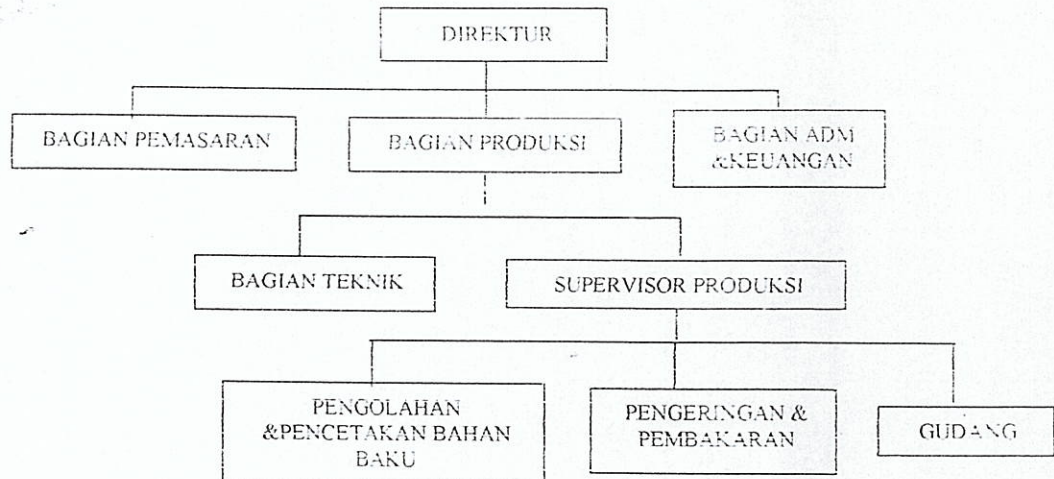 DIREKTUR
BAGIAN PEMASARAN
BAGIAN PRODUKSI
BAGIAN ADM
&KEUANGAN
BAGIAN TEKNIK
SUPERVISOR PRODUKSI
PENGOLAHAN
&PENCETAKAN BAHAN
BAKU
PENGERINGAN &
PEMBAKARAN
GUDANG